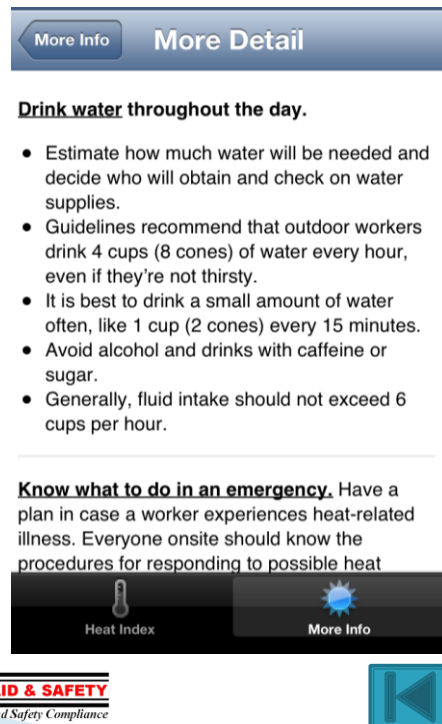 More Info More Detail
Drink water throughout the day.
• Estimate how much water will be needed and
decide who will obtain and check on water
supplies.
• Guidelines recommend that outdoor workers
drink 4 cups (8 cones) of water every hour,
even if they're not thirsty.
• It is best to drink a small amount of water
often, like 1 cup (2 cones) every 15 minutes.
• Avoid alcohol and drinks with caffeine or
sugar.
• Generally, fluid intake should not exceed 6
cups per hour.
Know what to do in an emergency. Have a
plan in case a worker experiences heat-related
illness. Everyone onsite should know the
procedures for responding to possible heat
Heat Index More Info
& SAFETY
Safety Compliance